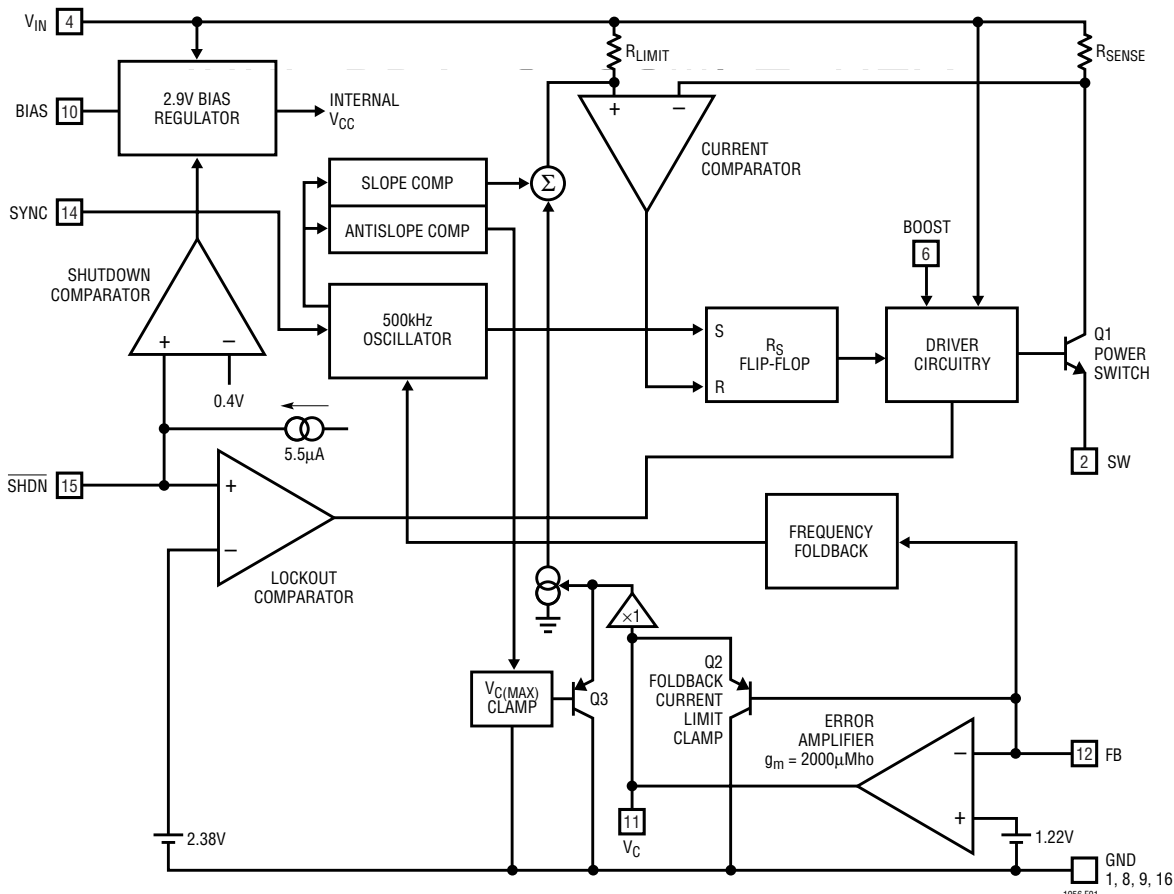 VIN 4
RLIMIT
RSENSE
2.9V BIAS
REGULATOR
BIAS 10
INTERNAL
VCC
+ −
CURRENT
COMPARATOR
SLOPE COMP
Σ
ANTISLOPE COMP
SYNC 14
BOOST
6
SHUTDOWN
COMPARATOR
+ −
0.4V
500kHz
OSCILLATOR
S
R
RS
FLIP-FLOP
DRIVER
CIRCUITRY
Q1
POWER
SWITCH
5.5µA
2 SW
SHDN 15
+
−
LOCKOUT
COMPARATOR
FREQUENCY
FOLDBACK
×1
VC(MAX)
CLAMP
Q3
Q2
FOLDBACK
CURRENT
LIMIT
CLAMP
ERROR
AMPLIFIER
gm = 2000µMho
−
+
12 FB
11
VC
2.38V
1.22V
GND
1, 8, 9, 16
1956 F01